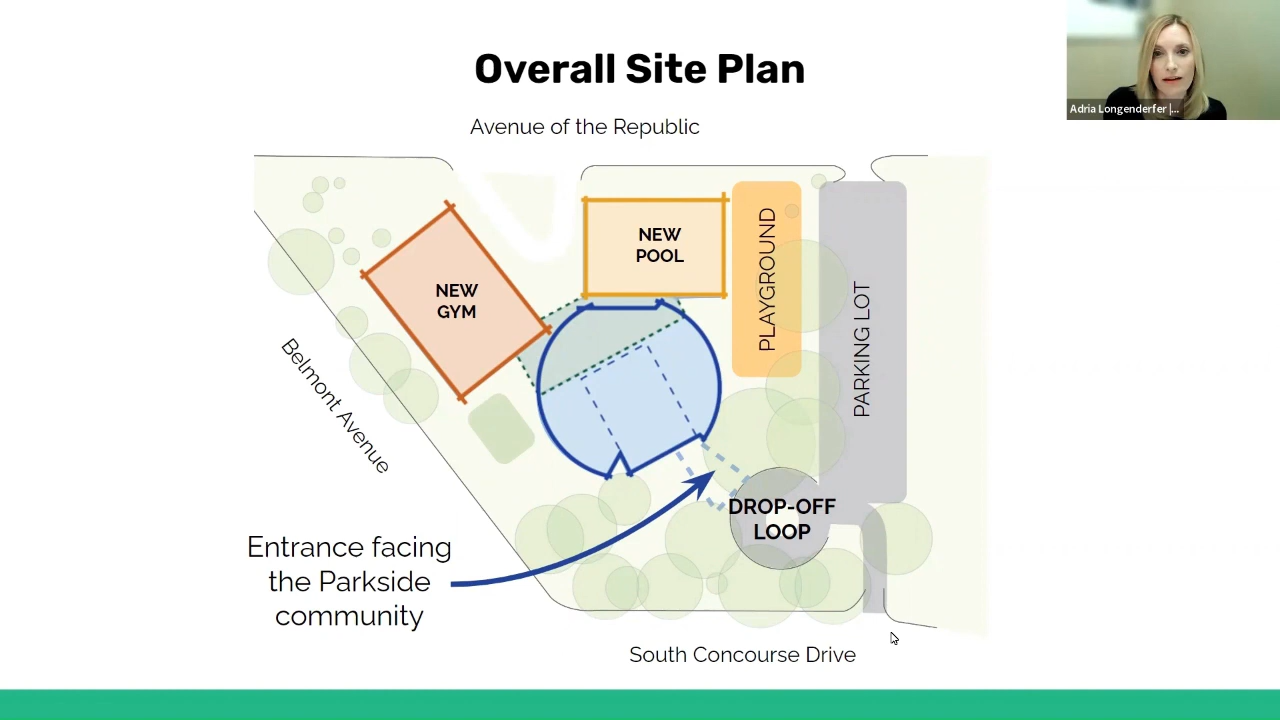 Overall Site Plan
Adria Longenderfer |...
Avenue of the Republic
NEW
POOL
PLAYGROUND
NEW
GYM
PARKING LOT
Belmont Avenue
DROP-OFF
LOOP
Entrance facing
the Parkside
community
South Concourse Drive